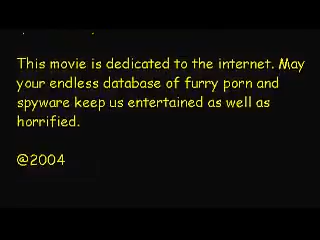 This movie is dedicated to the internet. May
your endless database of furry porn and
spyware keep us entertained as well as
horrified.
@2004